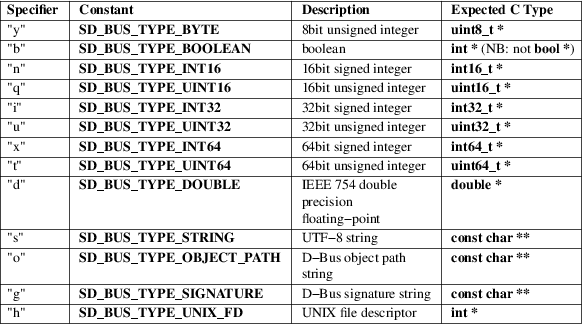 Specifier Constant Description Expected C Type
"y" SD_BUS_TYPE_BYTE 8bit unsigned integer uint8_t *
"b" SD_BUS_TYPE_BOOLEAN boolean int * (NB: not bool *)
"n" SD_BUS_TYPE_INT16 16bit signed integer int16_t *
"q" SD_BUS_TYPE_UINT16 16bit unsigned integer uint16_t *
"i" SD_BUS_TYPE_INT32 32bit signed integer int32_t *
"u" SD_BUS_TYPE_UINT32 32bit unsigned integer uint32_t *
"x" SD_BUS_TYPE_INT64 64bit signed integer int64_t *
"t" SD_BUS_TYPE_UINT64 64bit unsigned integer uint64_t *
"d" SD_BUS_TYPE_DOUBLE IEEE 754 double double *
precision
floating−point
"s" SD_BUS_TYPE_STRING UTF−8 string const char **
"o" SD_BUS_TYPE_OBJECT_PATH D−Bus object path const char **
string
"g" SD_BUS_TYPE_SIGNATURE D−Bus signature string const char **
"h" SD_BUS_TYPE_UNIX_FD UNIX file descriptor int *